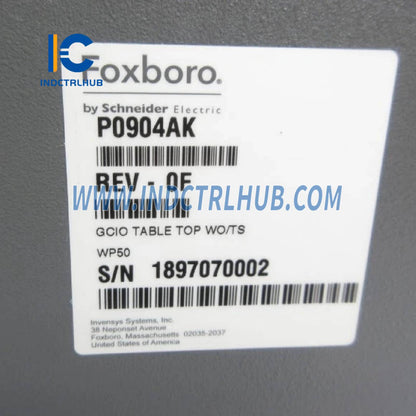 INDCTRLHUB
Foxboro.
by Schneider Electric
P0904AK
REV - 0F
WWW.INDCTRLHUB.COM
GCIO TABLE TOP WO/TS
WP50
S/N 1897070002
Invensys Systems, Inc.
38 Neponset Avenue
Foxboro, Massachusetts 02035-2037
United States of America